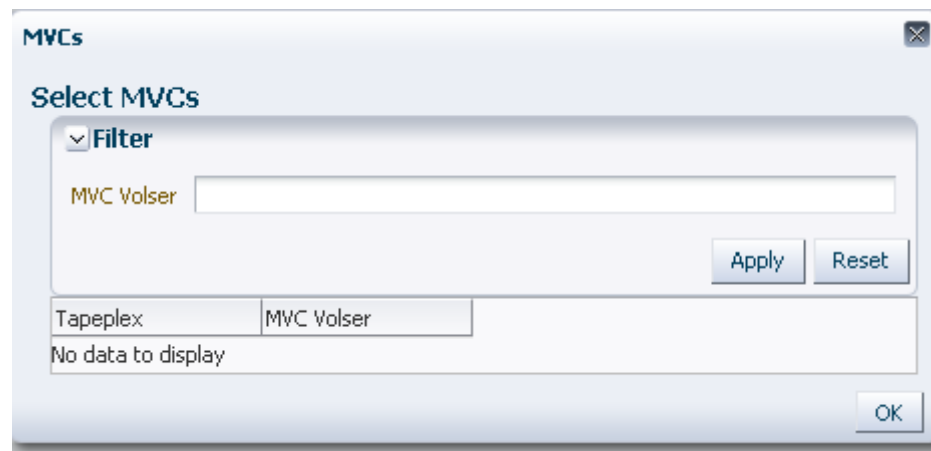 MVCs
Select MVCs
Filter
MVC Volser
Apply Reset
Tapeplex MVC Volser
No data to display
OK